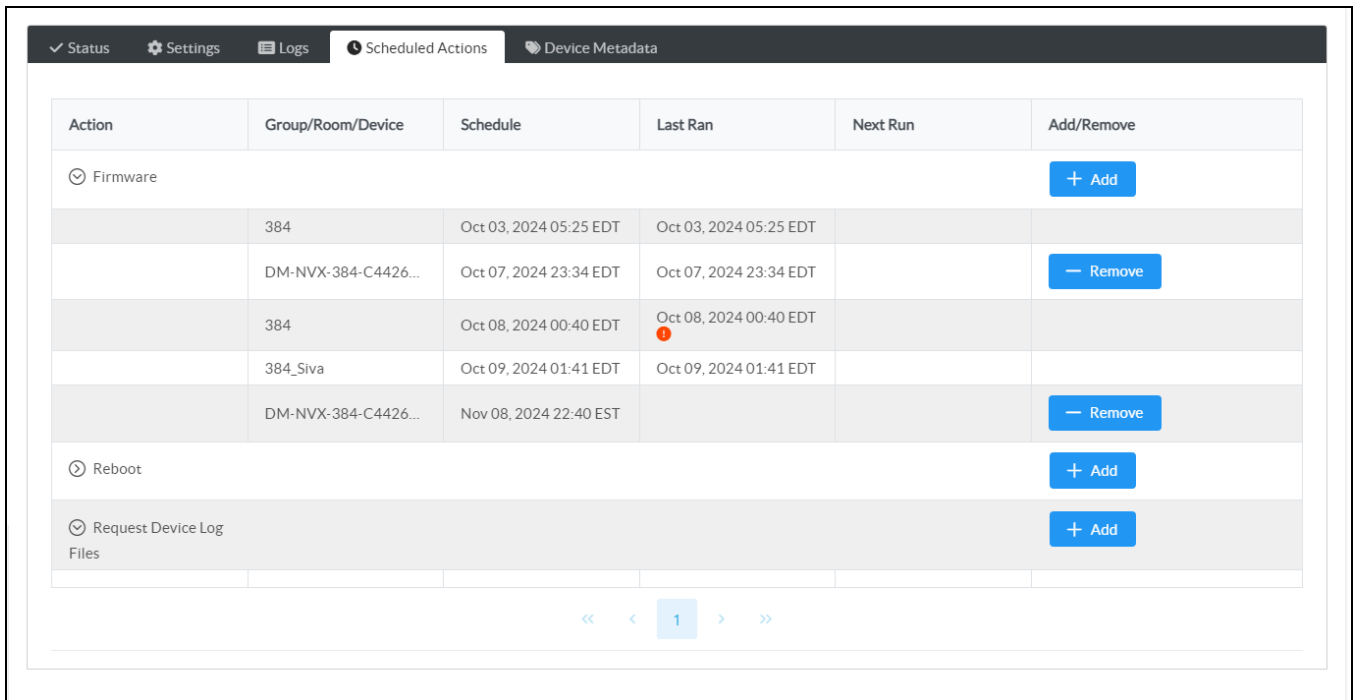 Status Settings Logs Scheduled Actions Device Metadata
Action Group/Room/Device Schedule Last Ran Next Run Add/Remove
Firmware + Add
384 Oct 03, 2024 05:25 EDT Oct 03, 2024 05:25 EDT
DM-NVX-384-C4426... Oct 07, 2024 23:34 EDT Oct 07, 2024 23:34 EDT — Remove
384 Oct 08, 2024 00:40 EDT Oct 08, 2024 00:40 EDT
!
384_Siva Oct 09, 2024 01:41 EDT Oct 09, 2024 01:41 EDT
DM-NVX-384-C4426... Nov 08, 2024 22:40 EST — Remove
Reboot + Add
Request Device Log + Add
Files
« < 1 > »